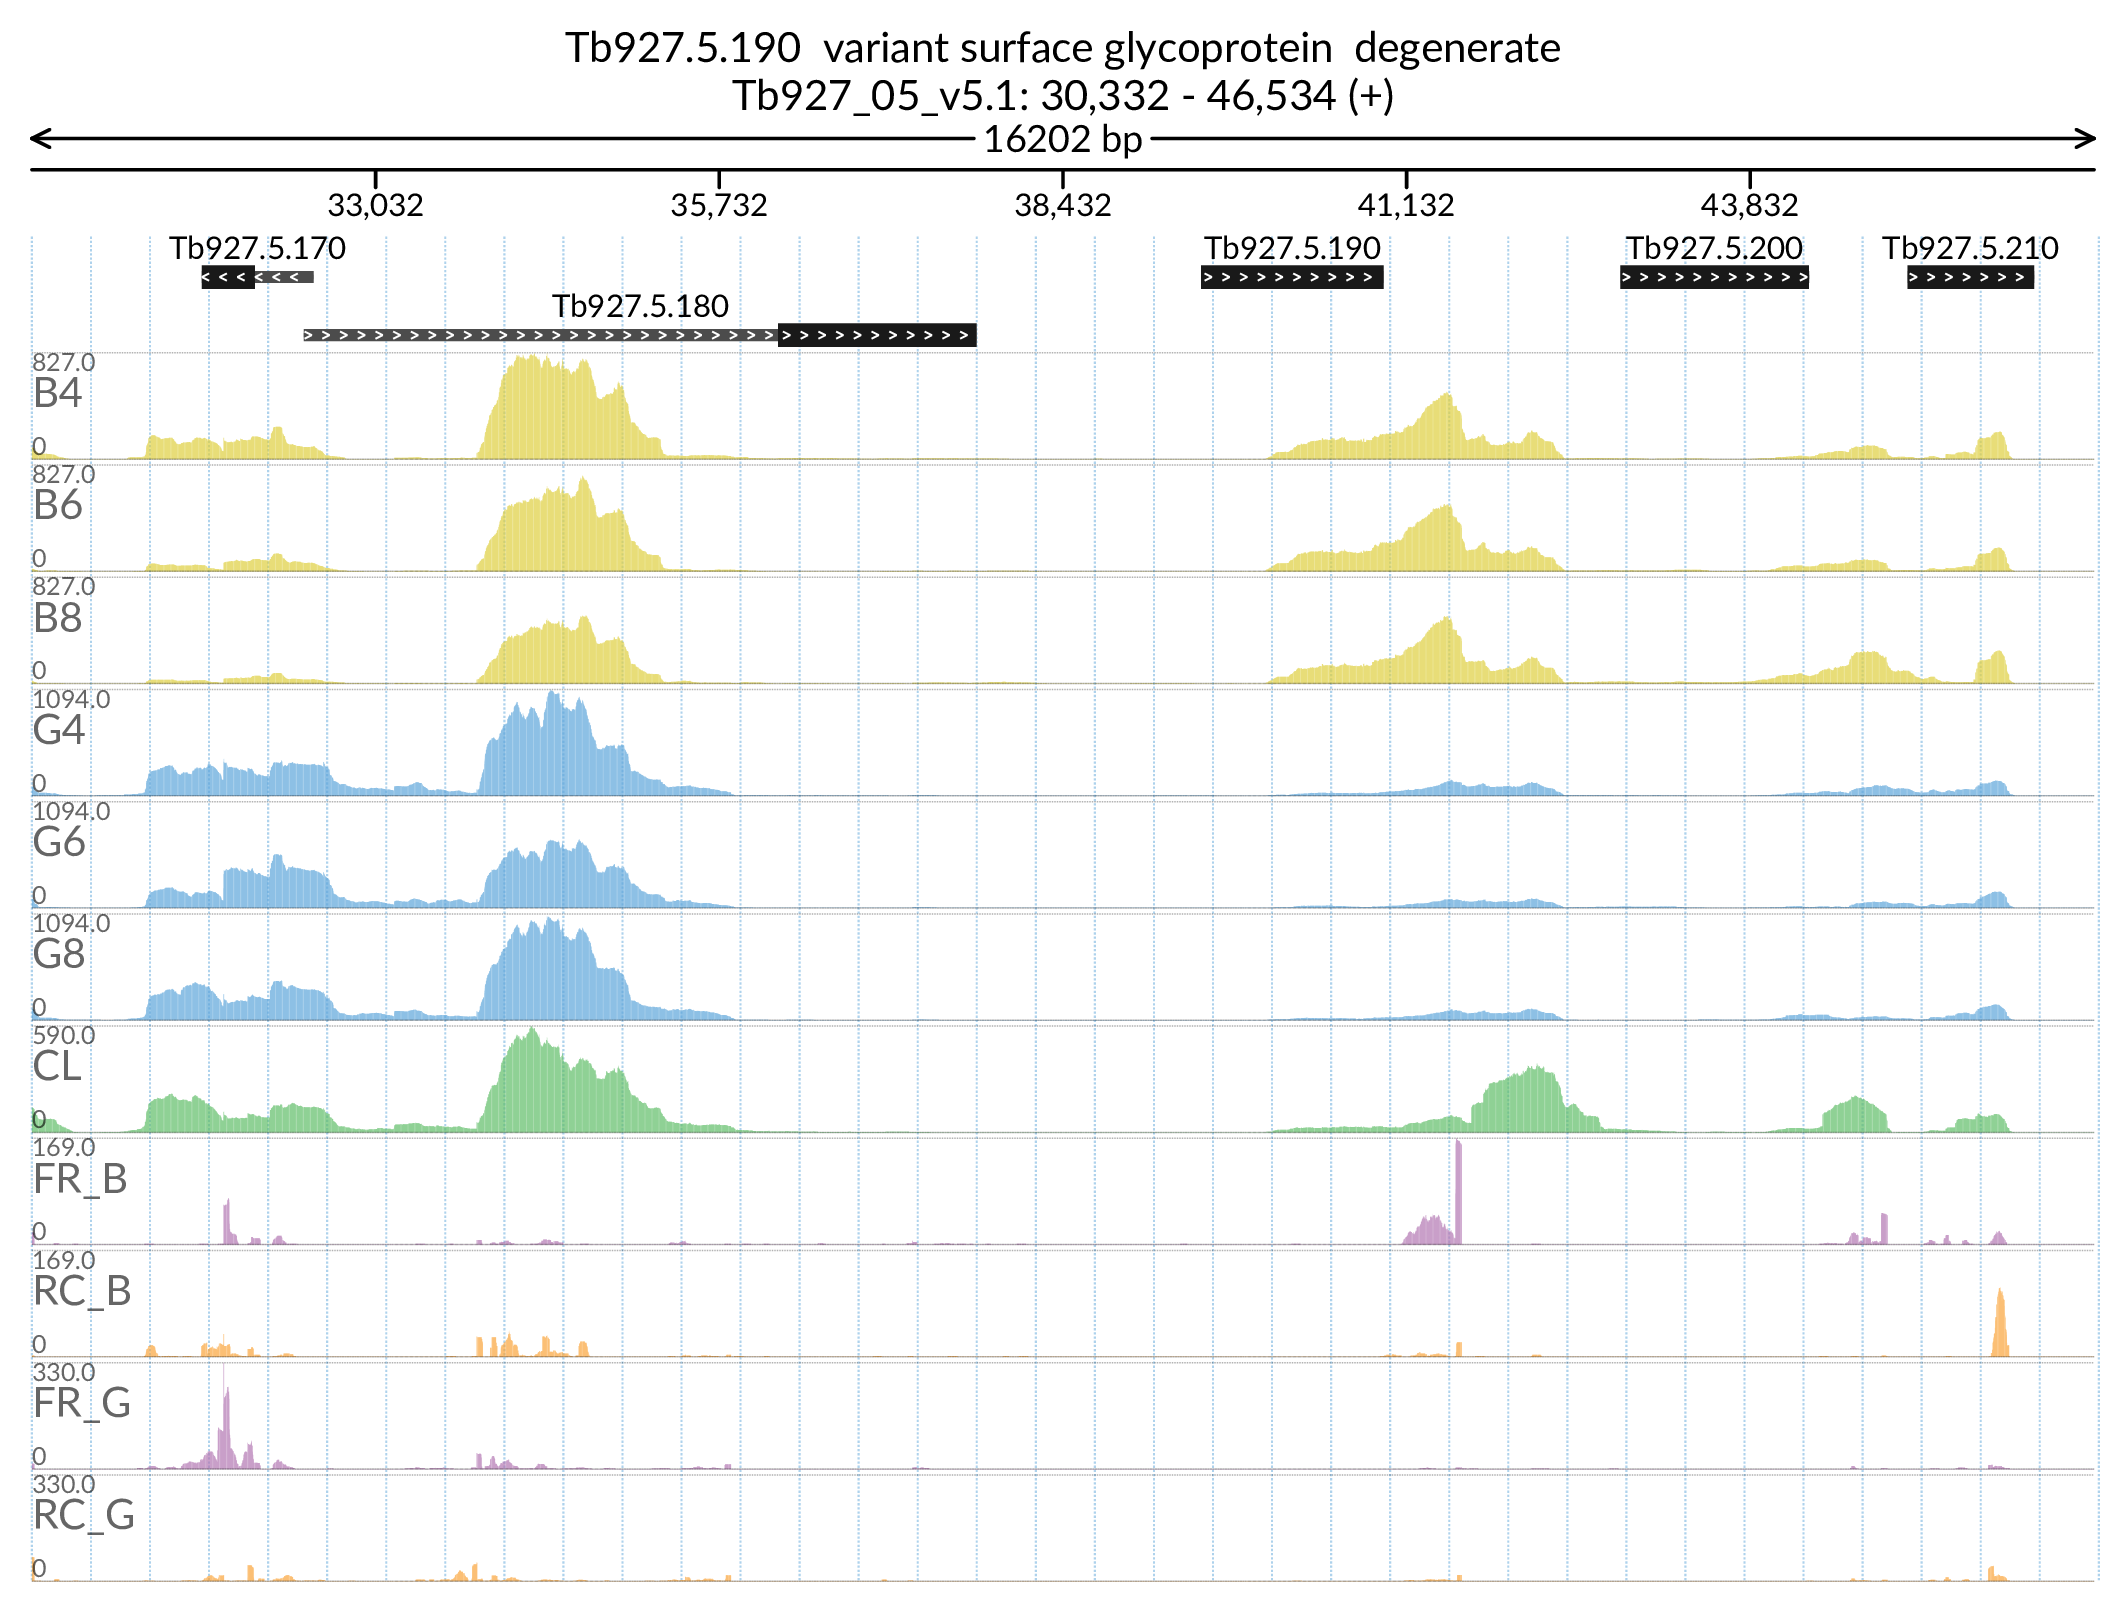 Tb927.5.190  variant surface glycoprotein  degenerate
Tb927_05_v5.1: 30,332 - 46,534 (+)
16202 bp
33,032 35,732 38,432 41,132 43,832
Tb927.5.170 Tb927.5.190 Tb927.5.200 Tb927.5.210
Tb927.5.180
827.0
B4
0
827.0
B6
0
827.0
B8
0
1094.0
G4
0
1094.0
G6
0
1094.0
G8
0
590.0
CL
0
169.0
FR_B
0
169.0
RC_B
0
330.0
FR_G
0
330.0
RC_G
0